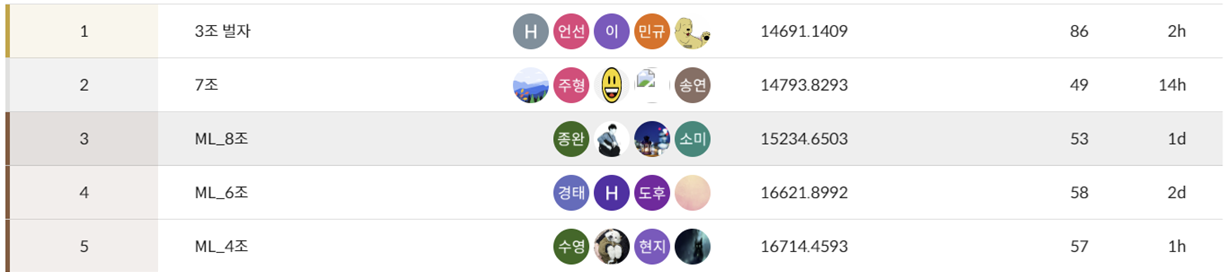 1 3조 벌자 H 언선 이 민규 14691.1409 86 2h
2 7조 주형 송연 14793.8293 49 14h
3 ML_8조 종완 소미 15234.6503 53 1d
4 ML_6조 경태 H 도후 16621.8992 58 2d
5 ML_4조 수영 현지 16714.4593 57 1h